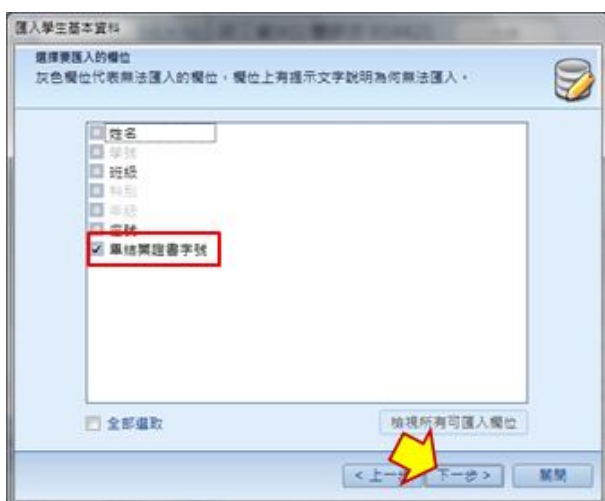 匯入學生基本資料
選擇要匯入的欄位
灰色欄位代表無法匯入的欄位，欄位上有提示文字說明為何無法匯入。
姓名
學號
班級
科別
年級
座號
畢結業證書字號
全部選取
檢視所有可匯入欄位
< 上一步 下一步 > 關閉